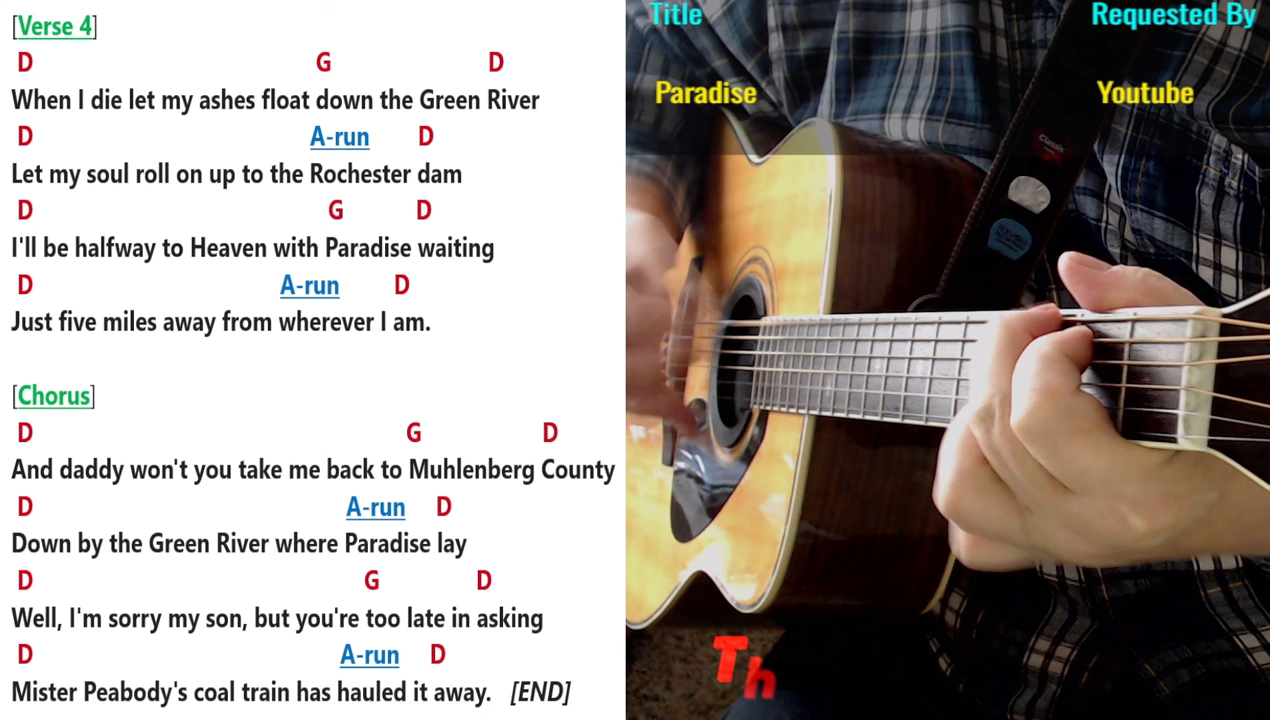 [Verse 4]
D G D
When I die let my ashes float down the Green River
D A-run D
Let my soul roll on up to the Rochester dam
D G D
I'll be halfway to Heaven with Paradise waiting
D A-run D
Just five miles away from wherever I am.
[Chorus]
D G D
And daddy won't you take me back to Muhlenberg County
D A-run D
Down by the Green River where Paradise lay
D G D
Well, I'm sorry my son, but you're too late in asking
D A-run D
Mister Peabody's coal train has hauled it away. [END]
Title Requested By
Paradise Youtube
Classic
Th